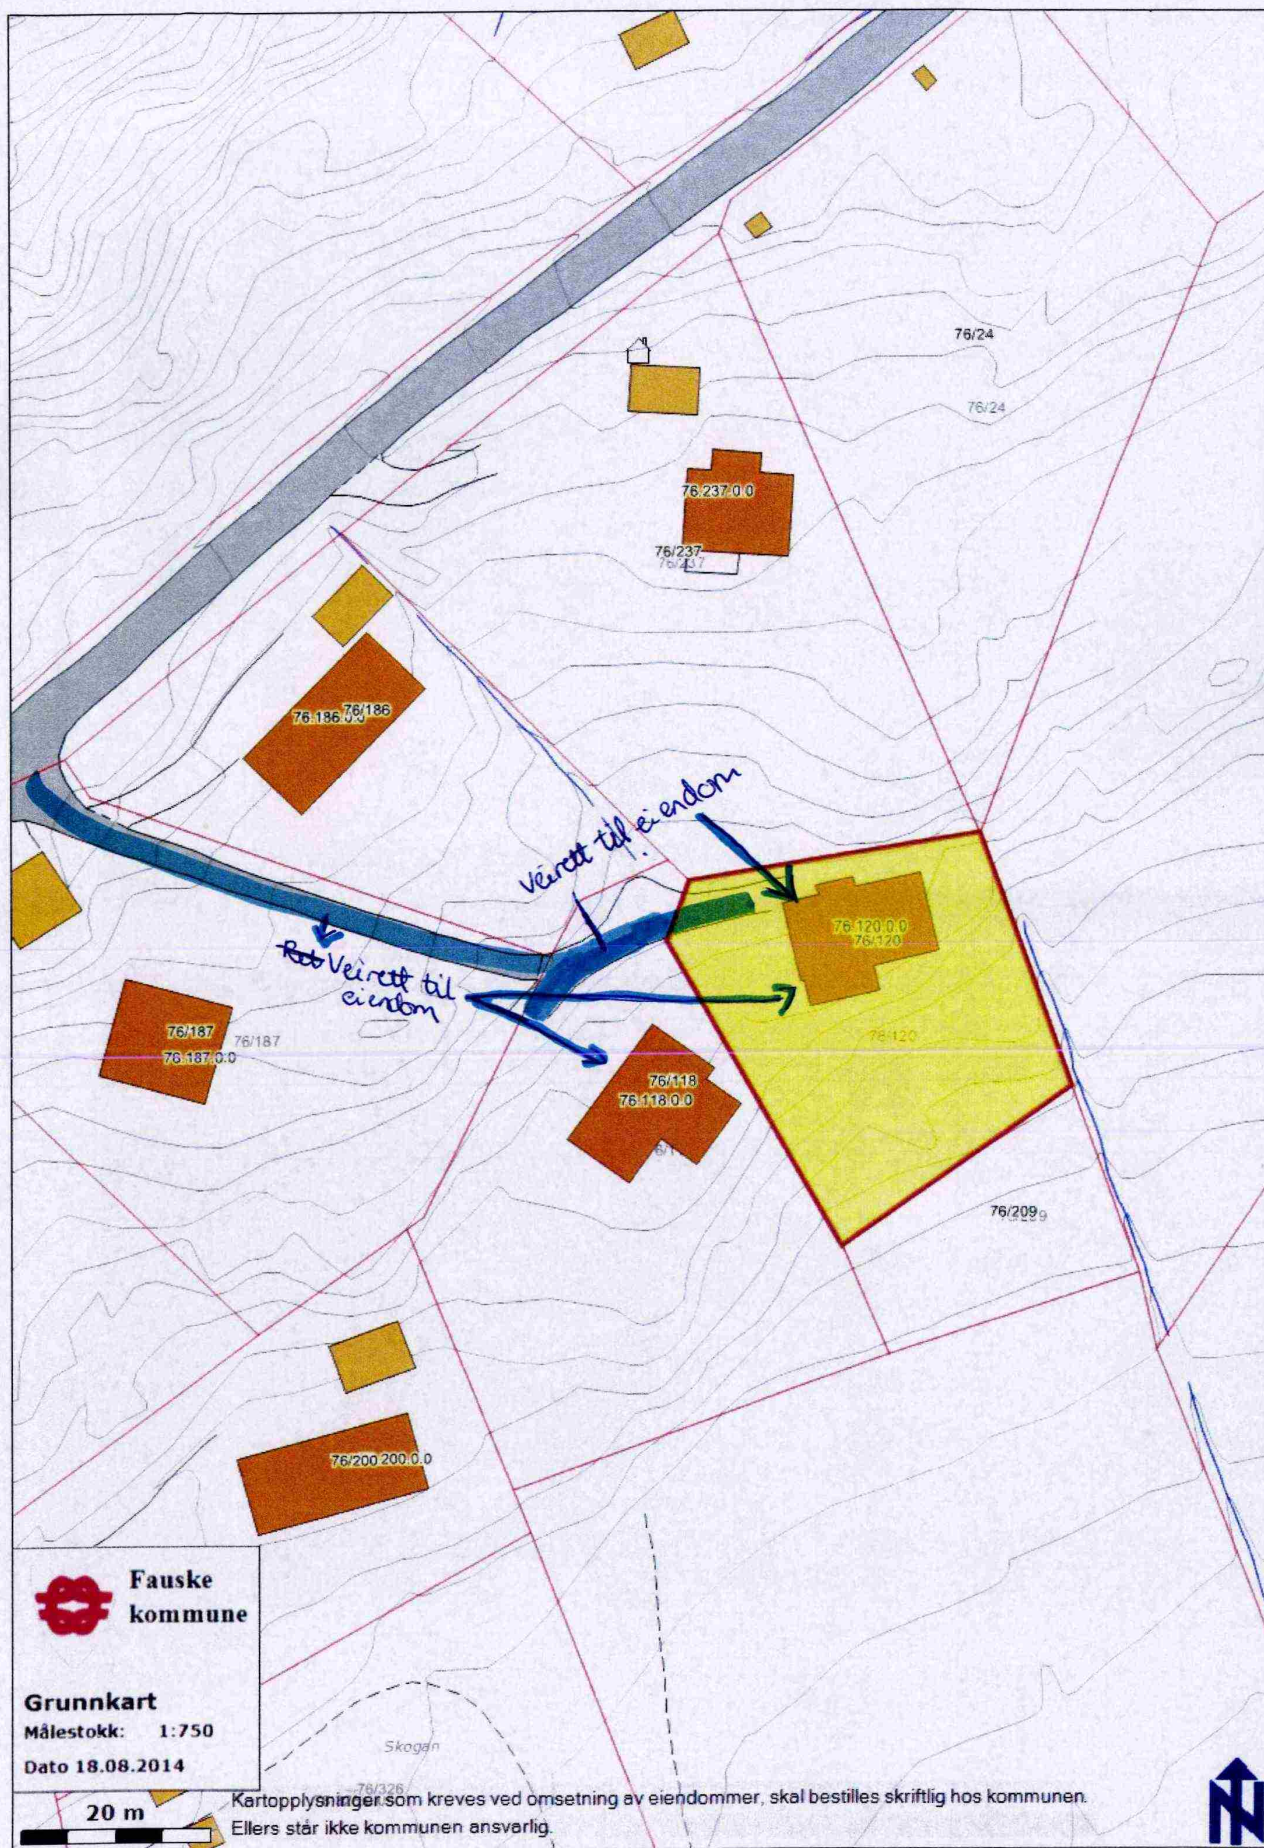 76/24
76/24
76.237.0.0
76/237
76/237
76/186
76.186.0.0
Veirett til eiendom
76.120.0.0
76/120
76/120
Veirett til
eiendom
76/187
76/187
76.187.0.0
76/118
76.118.0.0
76/209
76/209
76/200 200.0.0
Fauske
kommune
Grunnkart
Målestokk: 1:750
Dato 18.08.2014
Skogan
76/326
20 m
Kartopplysninger som kreves ved omsetning av eiendommer, skal bestilles skriftlig hos kommunen.
Ellers står ikke kommunen ansvarlig.
N